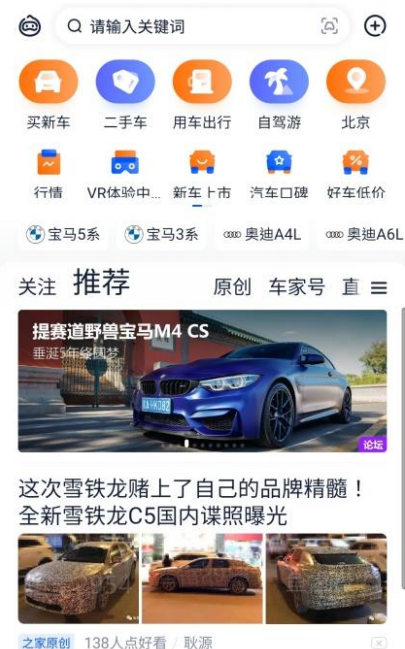 请输入关键词
买新车 二手车 用车出行 自驾游 北京
行情 VR体验中... 新车上市 汽车口碑 好车低价
宝马5系 宝马3系 奥迪A4L 奥迪A6L
关注 推荐 原创 车家号 直
提赛道野兽宝马M4 CS
垂涎5年终圆梦
论坛
这次雪铁龙赌上了自己的品牌精髓！
全新雪铁龙C5国内谍照曝光
之家原创 138人点好看 / 耿源